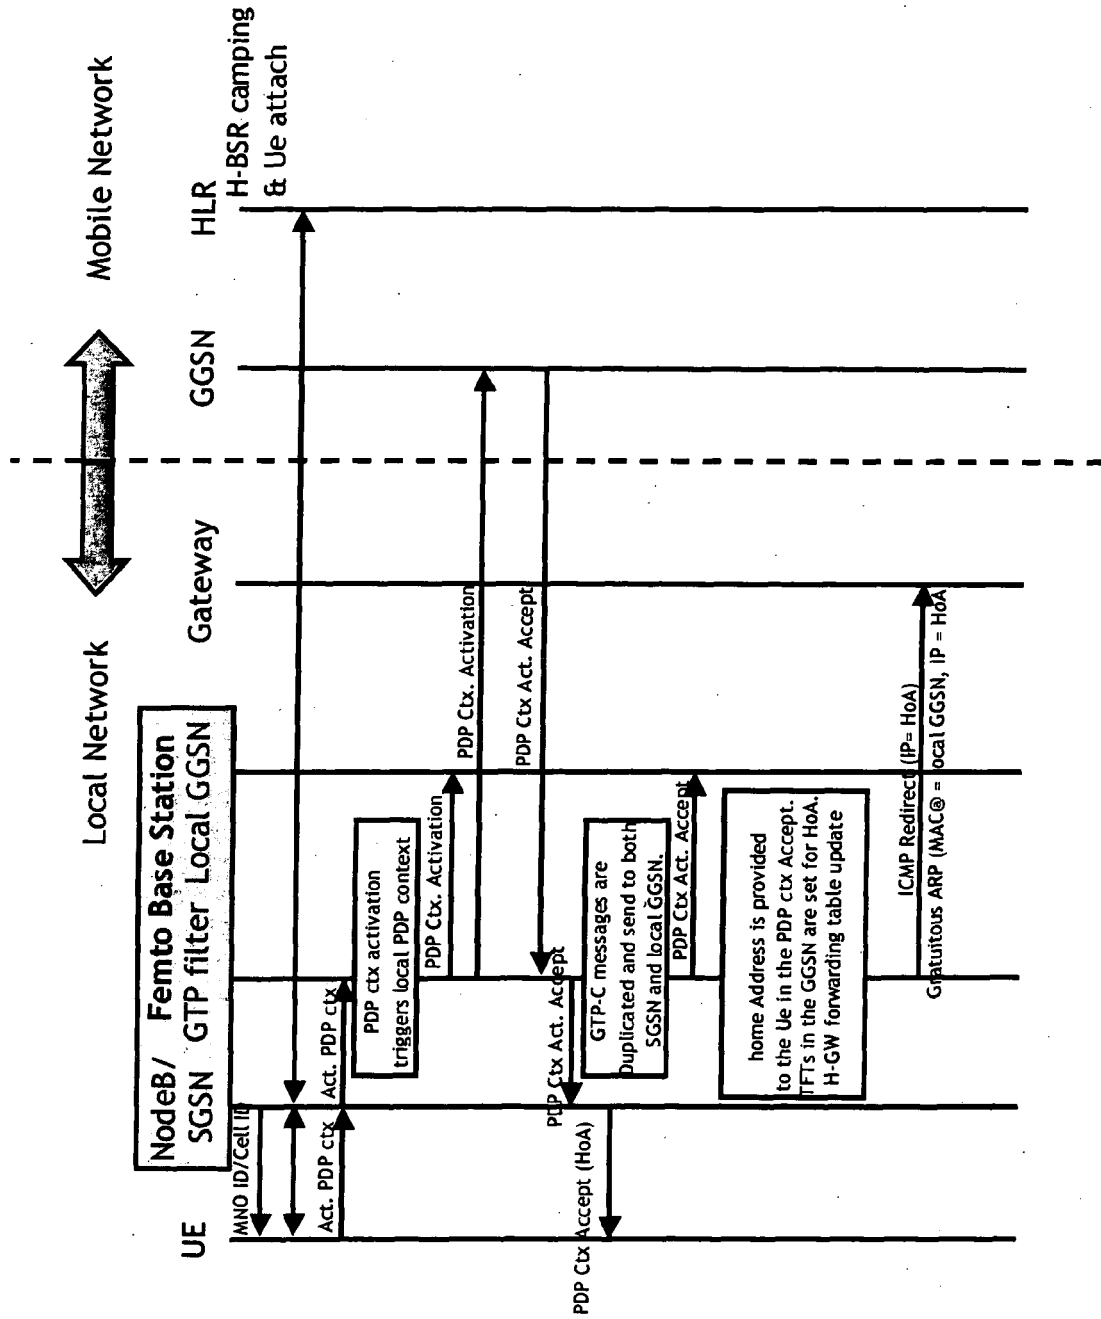 Local Network
Mobile Network
NodeB/ Femto Base Station
SGSN GTP filter Local GGSN
UE
Gateway
GGSN
HLR
H-BSR camping
& Ue attach
MNO ID/Cell ID
Act. PDP ctx
Act. PDP ctx
PDP ctx activation
triggers local PDP context
PDP Ctx. Activation
PDP Ctx. Activation
PDP Ctx Act. Accept
PDP Ctx Act. Accept
GTP-C messages are
Duplicated and send to both
SGSN and local GGSN.
PDP Ctx Accept (HoA)
PDP Ctx Act. Accept
home Address is provided
to the Ue in the PDP ctx Accept.
TFTs in the GGSN are set for HoA.
H-GW forwarding table update
ICMP Redirect (IP= HoA)
Gratuitous ARP (MAC@ = local GGSN, IP = HoA